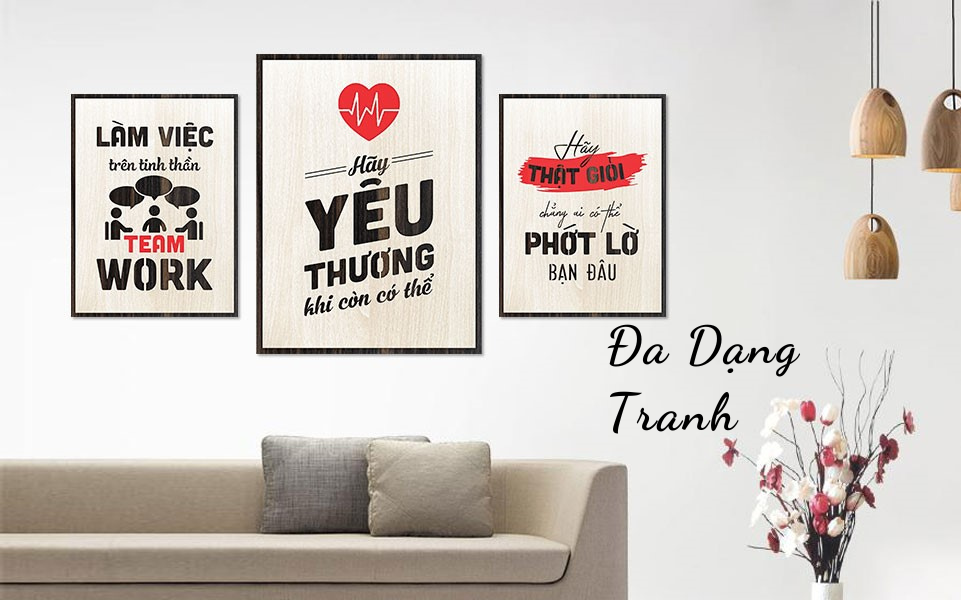 LÀM VIỆC
trên tinh thần
TEAM
WORK
Hãy
YÊU
THƯƠNG
khi còn có thể
Hãy
THẬT GIỎI
chẳng ai có thể
PHỚT LỜ
BẠN ĐÂU
Đa Dạng
Tranh